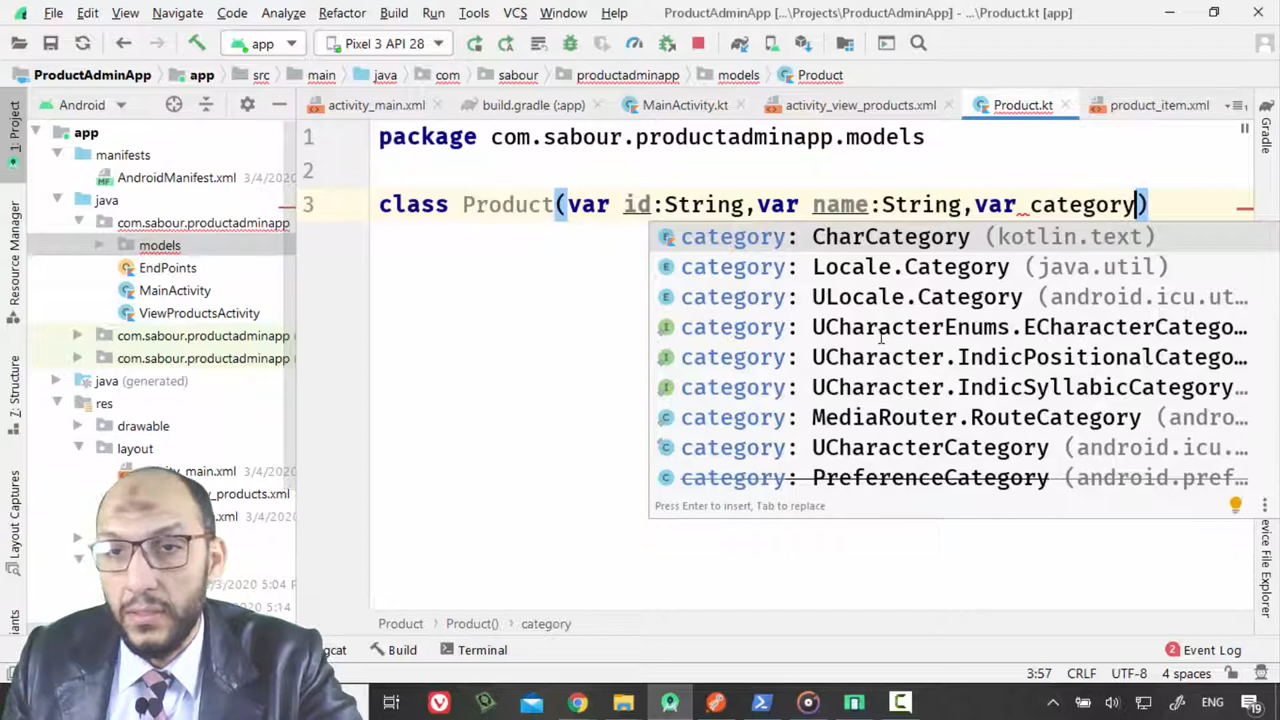 File Edit View Navigate Code Analyze Refactor Build Run Tools VCS Window Help ProductAdminApp [...\Projects\ProductAdminApp] - ...\Product.kt [app]
app Pixel 3 API 28
ProductAdminApp app src main java com sabour productadminapp models Product
Android
activity_main.xml build.gradle (:app) MainActivity.kt activity_view_products.xml Product.kt product_item.xml
1: Project
Resource Manager
Z: Structure
Layout Captures
Gradle
app
manifests
AndroidManifest.xml 3/4/2020
java
com.sabour.productadminapp
models
EndPoints
MainActivity
ViewProductsActivity
com.sabour.productadminapp
com.sabour.productadminapp
java (generated)
res
drawable
layout
1 package com.sabour.productadminapp.models
2
3 class Product(var id:String,var name:String,var category)
category: CharCategory (kotlin.text)
category: Locale.Category (java.util)
category: ULocale.Category (android.icu.ut...
category: UCharacterEnums.ECharacterCatego...
category: UCharacter.IndicPositionalCatego...
category: UCharacter.IndicSyllabicCategory...
category: MediaRouter.RouteCategory (andro...
category: UCharacterCategory (android.icu....
category: PreferenceCategory (android.pref...
Press Enter to insert, Tab to replace
evice File Explorer
Product Product() category
gcat Build Terminal 2 Event Log
3:57 CRLF UTF-8 4 spaces
ENG 19